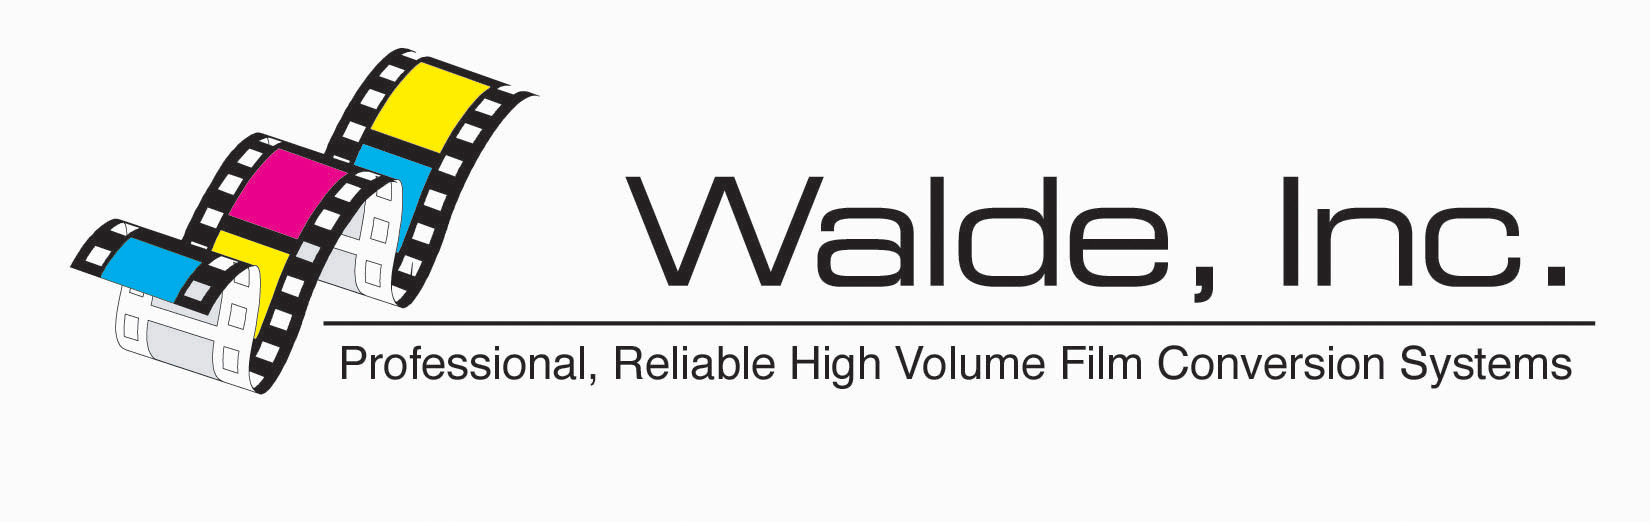 Walde, Inc.
Professional, Reliable High Volume Film Conversion Systems